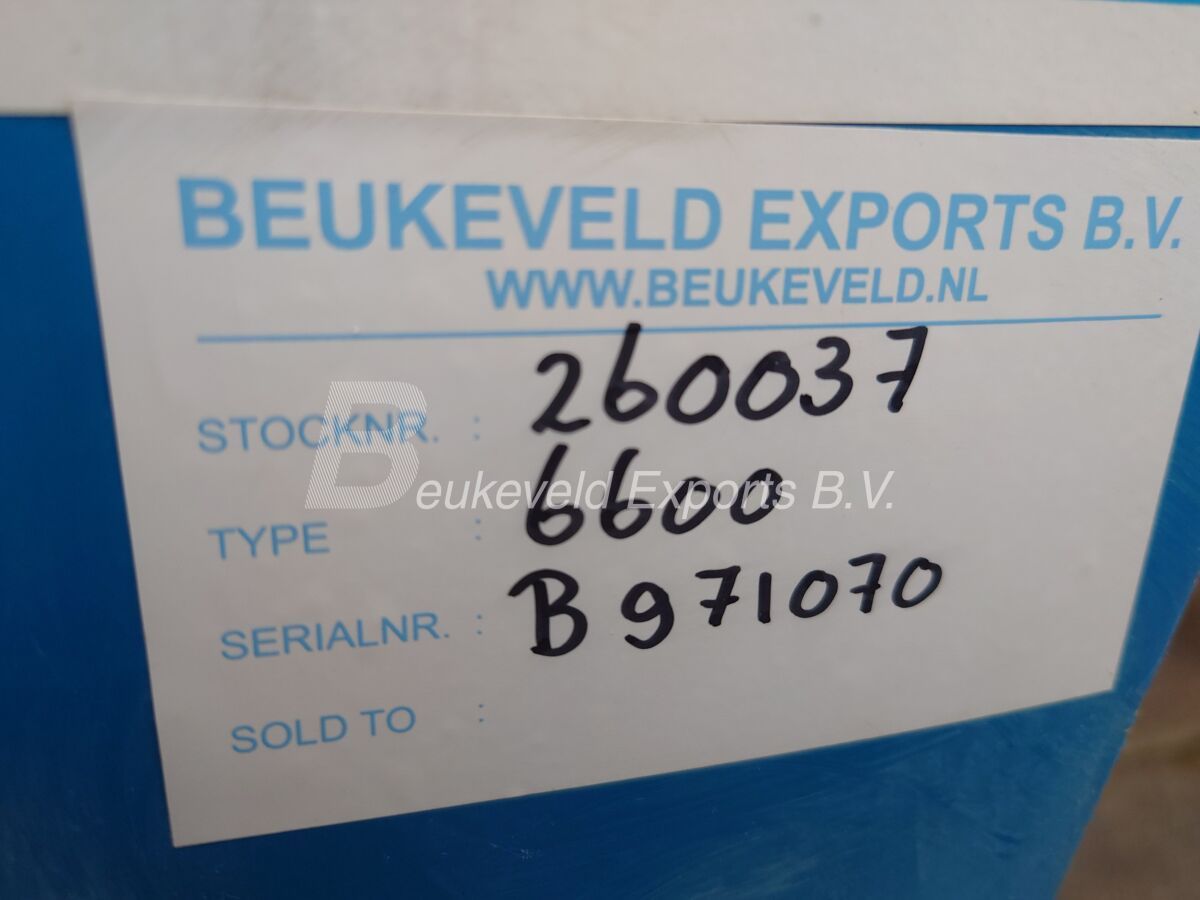 BEUKEVELD EXPORTS B.V.
WWW.BEUKEVELD.NL
STOCKNR. : 260037
Beukeveld Exports B.V.
TYPE : 6600
SERIALNR. : B971070
SOLD TO :